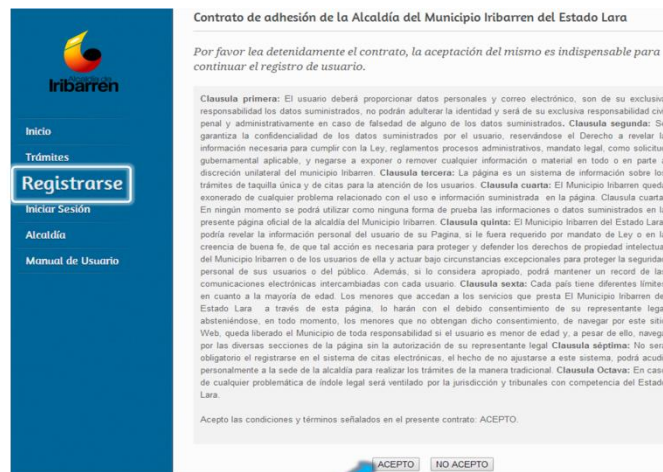 Contrato de adhesión de la Alcaldía del Municipio Iribarren del Estado Lara
Por favor lea detenidamente el contrato, la aceptación del mismo es indispensable para
continuar el registro de usuario.
Alcaldía de
Iribarren
Inicio
Trámites
Registrarse
Iniciar Sesión
Alcaldía
Manual de Usuario
Clausula primera: El usuario deberá proporcionar datos personales y correo electrónico, son de su exclusiva
responsabilidad los datos suministrados, no podrán adulterar la identidad y será de su exclusiva responsabilidad civi
penal y administrativamente en caso de falsedad de alguno de los datos suministrados. Clausula segunda: Se
garantiza la confidencialidad de los datos suministrados por el usuario, reservándose el Derecho a revelar l
información necesaria para cumplir con la Ley, reglamentos procesos administrativos, mandato legal, como solicitu
gubernamental aplicable, y negarse a exponer o remover cualquier información o material en todo o en parte a
discreción unilateral del municipio Iribarren. Clausula tercera: La página es un sistema de información sobre los
trámites de taquilla única y de citas para la atención de los usuarios. Clausula cuarta: El Municipio Iribarren qued
exonerado de cualquier problema relacionado con el uso e información suministrada en la página. Clausula cuarta:
En ningún momento se podrá utilizar como ninguna forma de prueba las informaciones o datos suministrados en l
presente página oficial de la alcaldía del Municipio Iribarren. Clausula quinta: El Municipio Iribarren del Estado Lara
podría revelar la información personal del usuario de su Pagina, si le fuera requerido por mandato de Ley o en l
creencia de buena fe, de que tal acción es necesaria para proteger y defender los derechos de propiedad intelectua
del Municipio Iribarren o de los usuarios de ella y actuar bajo circunstancias excepcionales para proteger la segurida
personal de sus usuarios o del público. Además, si lo considera apropiado, podrá mantener un record de las
comunicaciones electrónicas intercambiadas con cada usuario. Clausula sexta: Cada país tiene diferentes límites
en cuanto a la mayoría de edad. Los menores que accedan a los servicios que presta El Municipio Iribarren de
Estado Lara a través de esta página, lo harán con el debido consentimiento de su representante lega
absteniéndose, en todo momento, los menores que no obtengan dicho consentimiento, de navegar por este siti
Web, queda liberado el Municipio de toda responsabilidad si el usuario es menor de edad y, a pesar de ello, naveg
por las diversas secciones de la página sin la autorización de su representante legal Clausula séptima: No ser
obligatorio el registrarse en el sistema de citas electrónicas, el hecho de no ajustarse a este sistema, podrá acudi
personalmente a la sede de la alcaldía para realizar los trámites de la manera tradicional. Clausula Octava: En cas
de cualquier problemática de índole legal será ventilado por la jurisdicción y tribunales con competencia del Estado
Lara.
Acepto las condiciones y términos señalados en el presente contrato: ACEPTO.
ACEPTO
NO ACEPTO